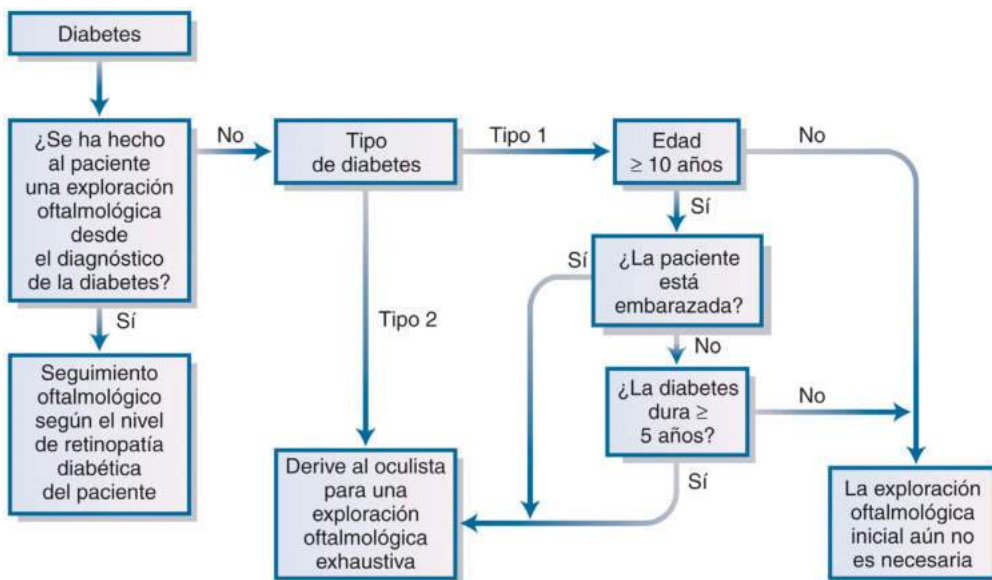 Diabetes
¿Se ha hecho
al paciente
una exploración
oftalmológica
desde
el diagnóstico
de la diabetes?
No
Tipo
de diabetes
Tipo 1
Edad
≥ 10 años
No
Sí
Sí
¿La paciente
está
embarazada?
Sí
Tipo 2
No
Seguimiento
oftalmológico
según el nivel
de retinopatía
diabética
del paciente
¿La diabetes
dura ≥
5 años?
No
Sí
Derive al oculista
para una
exploración
oftalmológica
exhaustiva
La exploración
oftalmológica
inicial aún no
es necesaria